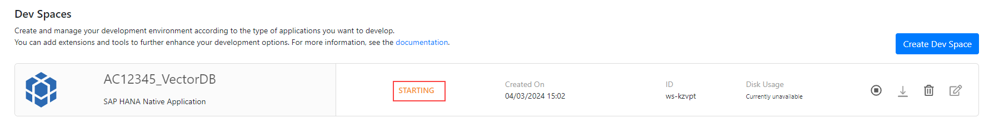 Dev Spaces
Create and manage your development environment according to the type of applications you want to develop.
You can add extensions and tools to further enhance your development options. For more information, see the documentation.
Create Dev Space
AC12345_VectorDB
SAP HANA Native Application
STARTING
Created On
04/03/2024 15:02
ID
ws-kzvpt
Disk Usage
Currently unavailable